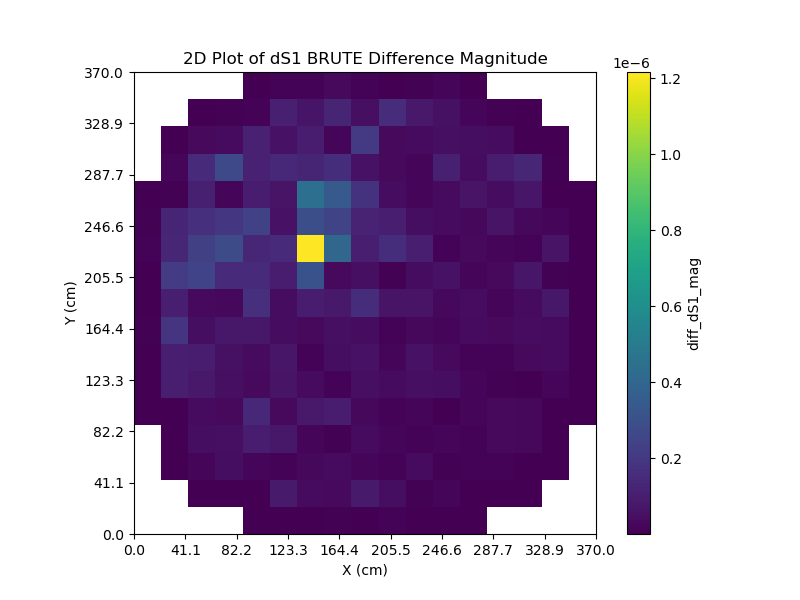 2D Plot of dS1 BRUTE Difference Magnitude
1e−6
370.0
328.9
287.7
246.6
205.5
164.4
123.3
82.2
41.1
0.0
Y (cm)
0.0 41.1 82.2 123.3 164.4 205.5 246.6 287.7 328.9 370.0
X (cm)
1.2
1.0
0.8
0.6
0.4
0.2
diff_dS1_mag